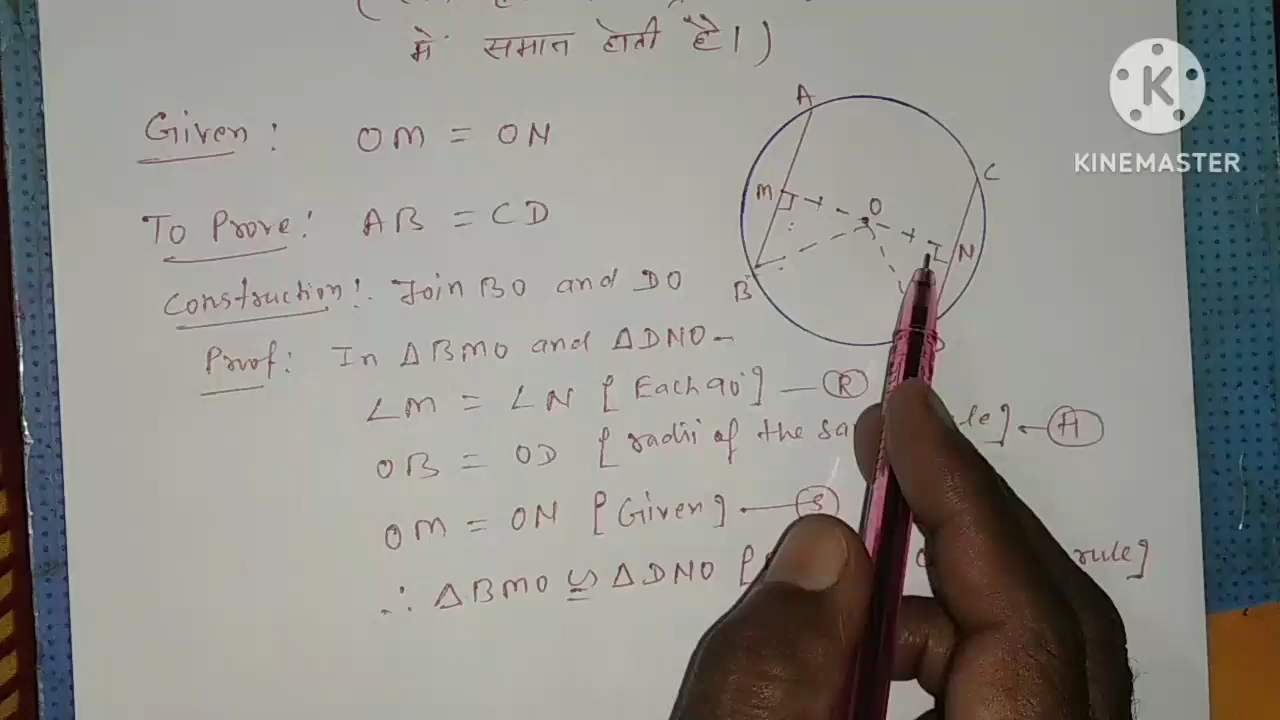 में समान होती है।)
Given: OM = ON
To Prove: AB = CD
Construction:. Join BO and DO
Proof: In ΔBMO and ΔDNO -
∠M = ∠N [Each 90°] — R
OB = OD [radii of the
OM = ON [Given] — S
∴ ΔBMO ≅ ΔDNO [ rule]
H
A
C
M
O
N
B
D
K
KINEMASTER